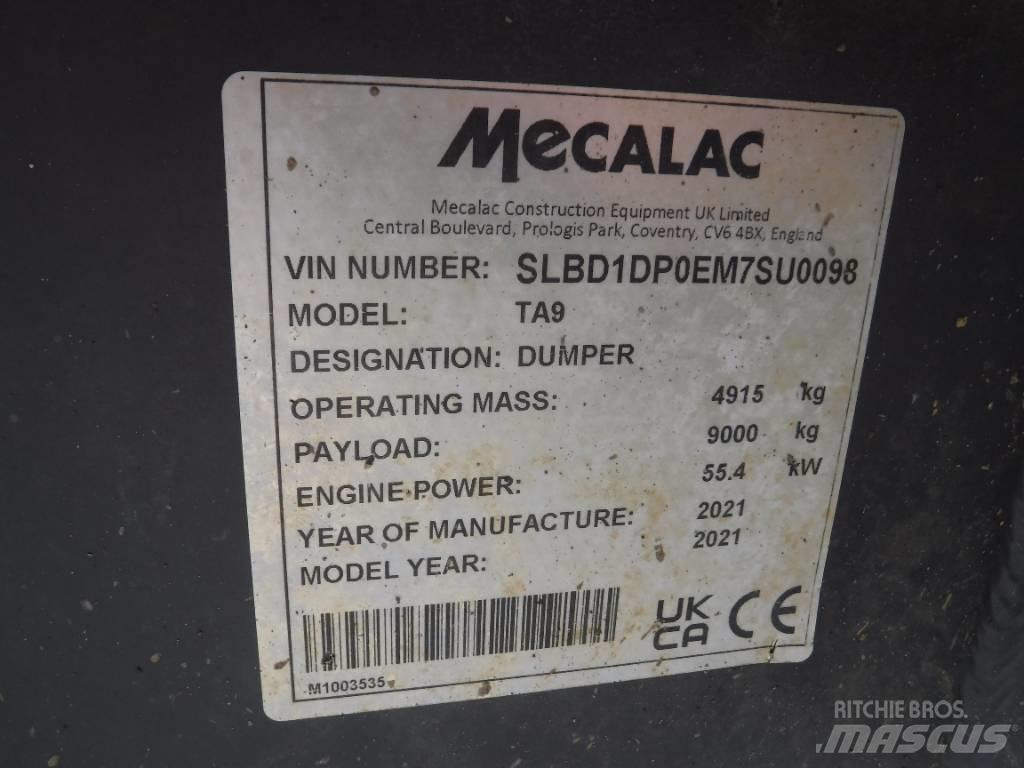 MECALAC
Mecalac Construction Equipment UK Limited
Central Boulevard, Prologis Park, Coventry, CV6 4BX, England
VIN NUMBER: SLBD1DP0EM7SU0098
MODEL: TA9
DESIGNATION: DUMPER
OPERATING MASS: 4915 kg
PAYLOAD: 9000 kg
ENGINE POWER: 55.4 kW
YEAR OF MANUFACTURE: 2021
MODEL YEAR: 2021
UK
CA CE
M1003535
RITCHIE BROS.
MASCUS